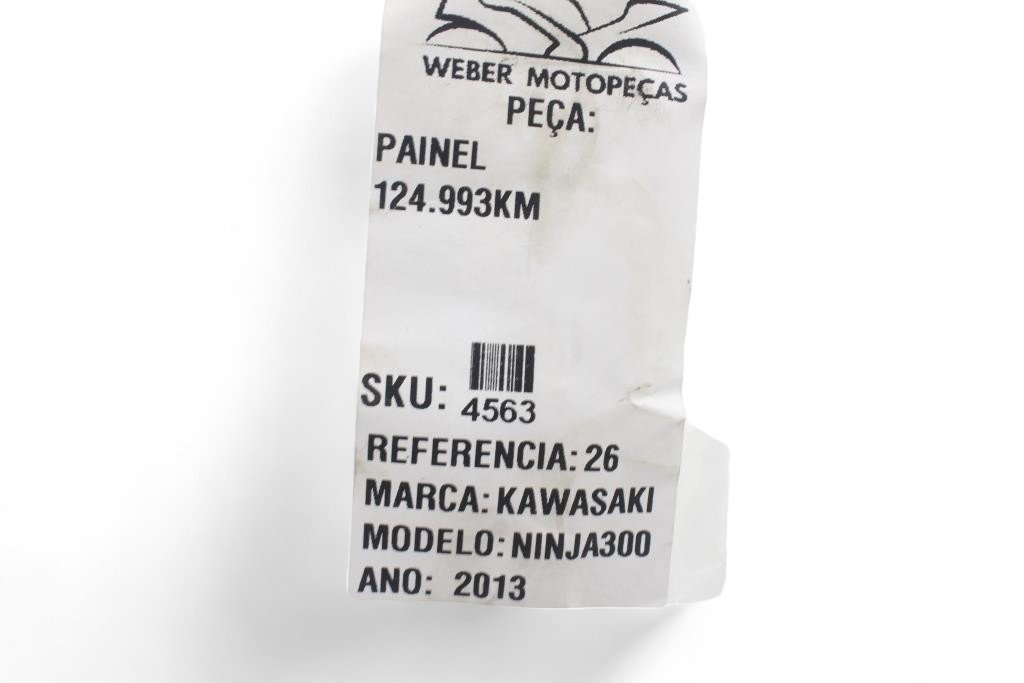 WEBER MOTOPEÇAS
PEÇA:
PAINEL
124.993KM
SKU: 4563
REFERENCIA: 26
MARCA: KAWASAKI
MODELO: NINJA300
ANO: 2013